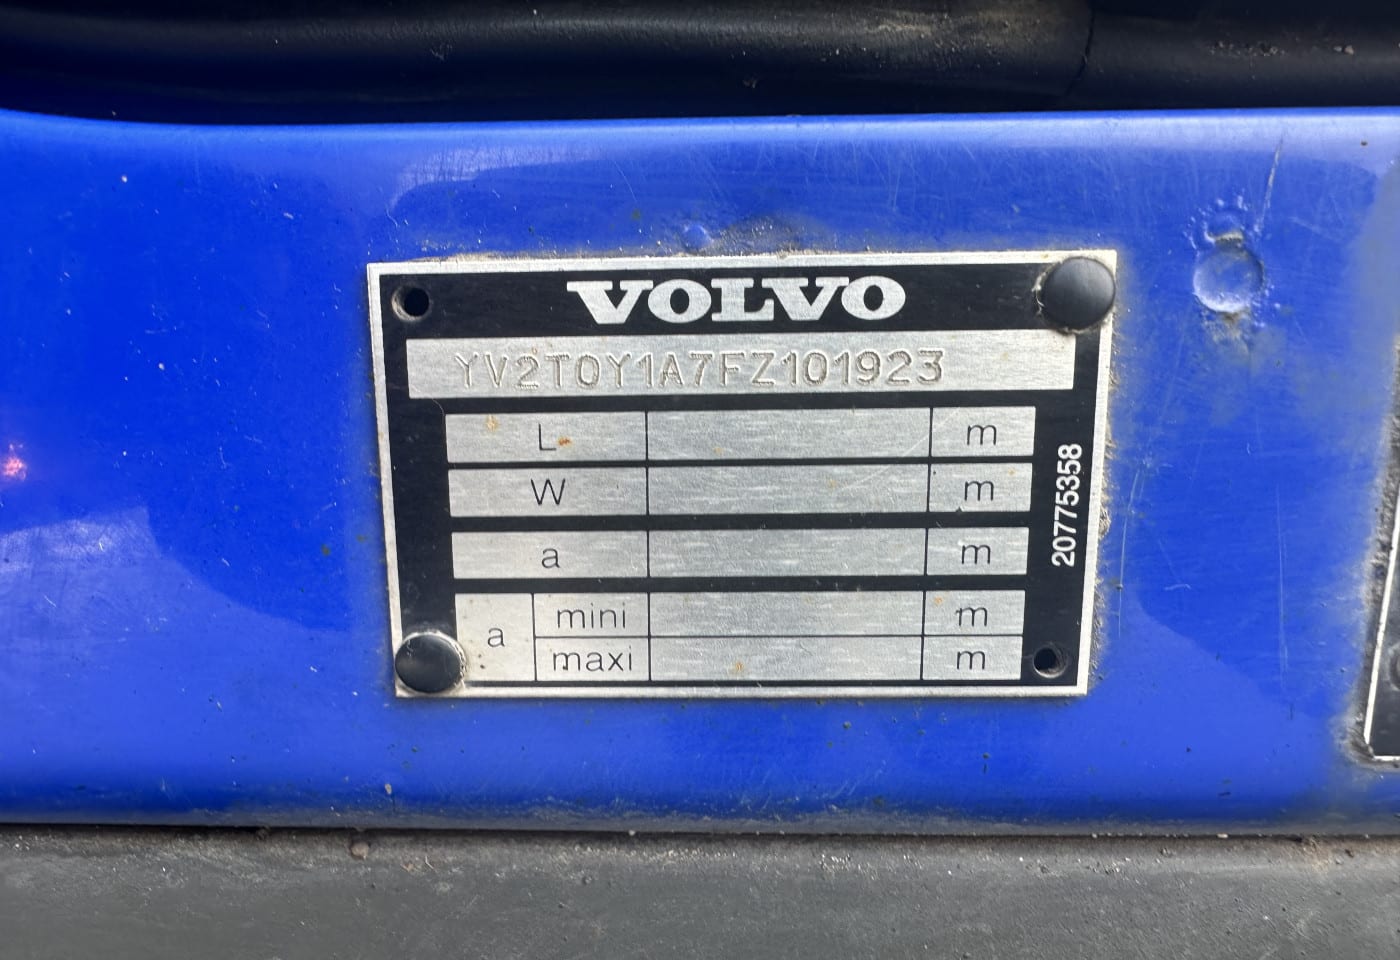 VOLVO
YV2T0Y1A7FZ101923
L m
W m
a m
a mini m
maxi m
20775358